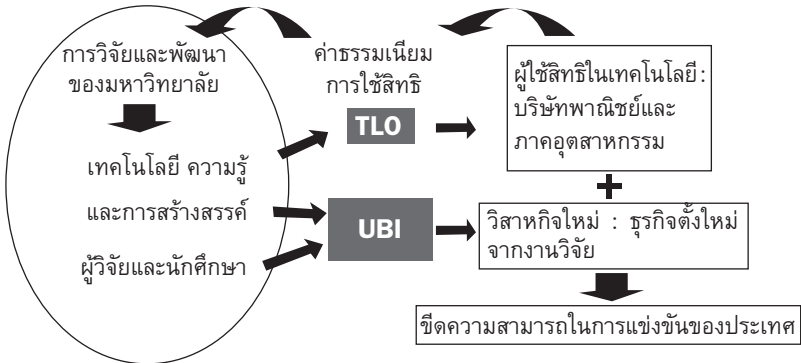 การวิจัยและพัฒนา
ของมหาวิทยาลัย
เทคโนโลยี ความรู้
และการสร้างสรรค์
ผู้วิจัยและนักศึกษา
ค่าธรรมเนียม
การใช้สิทธิ
TLO
UBI
ผู้ใช้สิทธิในเทคโนโลยี:
บริษัทพาณิชย์และ
ภาคอุตสาหกรรม
+
วิสาหกิจใหม่ : ธุรกิจตั้งใหม่
จากงานวิจัย
ขีดความสามารถในการแข่งขันของประเทศ